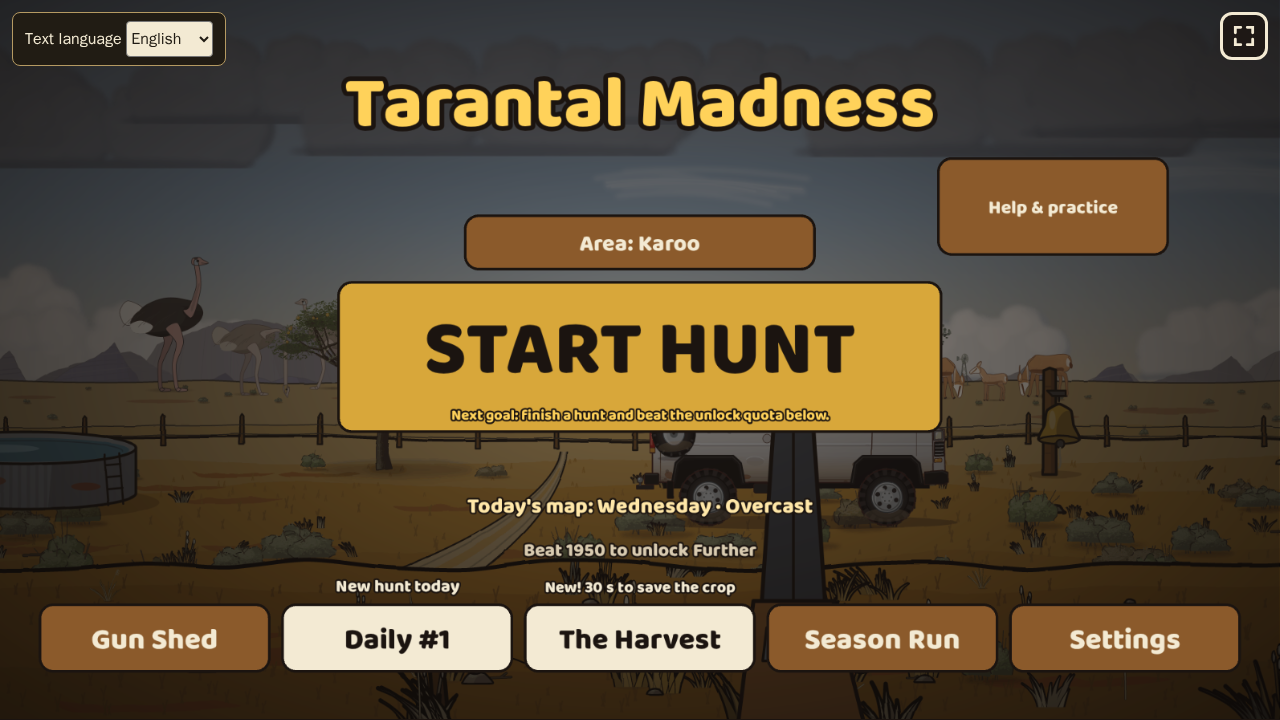 Text language English
Tarantal Madness
Help & practice
Area: Karoo
START HUNT
Next goal: Finish a hunt and beat the unlock quota below.
Today's map: Wednesday · Overcast
Beat 1950 to unlock Further
New hunt today
New! 30 s to save the crop
Gun Shed
Daily #1
The Harvest
Season Run
Settings